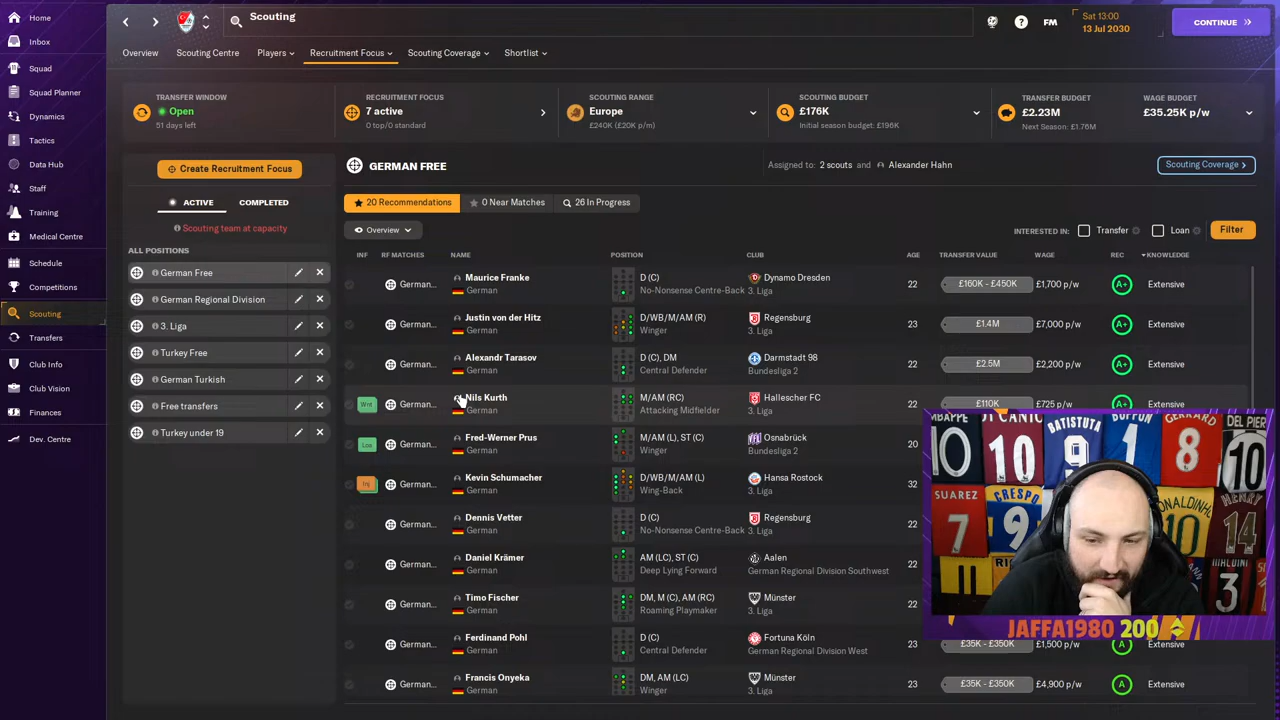 Home
Inbox
Squad
Squad Planner
Dynamics
Tactics
Data Hub
Staff
Training
Medical Centre
Schedule
Competitions
Scouting
Transfers
Club Info
Club Vision
Finances
Dev. Centre
Scouting
FM
Sat 13:00
13 Jul 2030
CONTINUE
Overview
Scouting Centre
Players
Recruitment Focus
Scouting Coverage
Shortlist
TRANSFER WINDOW
Open
51 days left
RECRUITMENT FOCUS
7 active
0 top/0 standard
SCOUTING RANGE
Europe
£240K (£20K p/m)
SCOUTING BUDGET
£176K
Initial season budget: £196K
TRANSFER BUDGET
£2.23M
Next Season: £1.76M
WAGE BUDGET
£35.25K p/w
Create Recruitment Focus
ACTIVE
COMPLETED
Scouting team at capacity
ALL POSITIONS
German Free
German Regional Division
3. Liga
Turkey Free
German Turkish
Free transfers
Turkey under 19
GERMAN FREE
Assigned to: 2 scouts and Alexander Hahn
Scouting Coverage
20 Recommendations
0 Near Matches
26 In Progress
Overview
INTERESTED IN: Transfer Loan
Filter
INF RF MATCHES NAME POSITION CLUB AGE TRANSFER VALUE WAGE REC KNOWLEDGE
German... Maurice Franke German D (C) No-Nonsense Centre-Back Dynamo Dresden 3. Liga 22 £160K - £450K £1,700 p/w A+ Extensive
German... Justin von der Hitz German D/WB/M/AM (R) Winger Regensburg 3. Liga 23 £1.4M £7,000 p/w A+ Extensive
German... Alexandr Tarasov German D (C), DM Central Defender Darmstadt 98 Bundesliga 2 22 £2.5M £2,200 p/w A+ Extensive
Wnt German... Nils Kurth German M/AM (RC) Attacking Midfielder Hallescher FC 3. Liga 22 £110K £725 p/w A+ Extensive
Loa German... Fred-Werner Prus German M/AM (L), ST (C) Winger Osnabrück Bundesliga 2 20
Inj German... Kevin Schumacher German D/WB/M/AM (L) Wing-Back Hansa Rostock 3. Liga 32
German... Dennis Vetter German D (C) No-Nonsense Centre-Back Regensburg 3. Liga 22
German... Daniel Krämer German AM (LC), ST (C) Deep Lying Forward Aalen German Regional Division Southwest 22
German... Timo Fischer German DM, M (C), AM (RC) Roaming Playmaker Münster 3. Liga 22
German... Ferdinand Pohl German D (C) Central Defender Fortuna Köln German Regional Division West 23 £35K - £350K £1,500 p/w A Extensive
German... Francis Onyeka German DM, AM (LC) Winger Münster 3. Liga 23 £35K - £350K £4,900 p/w A Extensive
10
10
BATISTUTA
9
BUFFON
1
GERRARD
8
DEL PIER
10
SUAREZ
7
CRESPO
9
10
HENRY
14
3
JAFFA1980 200